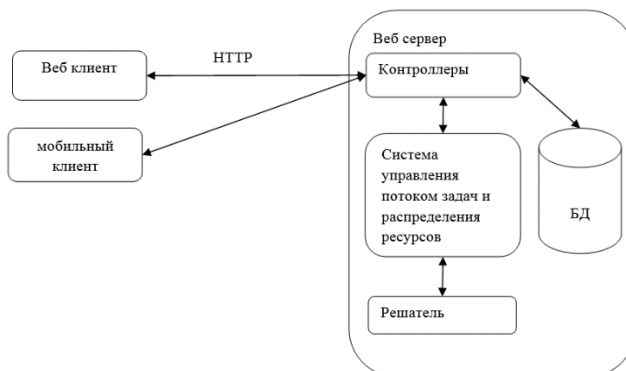 Веб сервер
HTTP
Веб клиент
Контроллеры
мобильный
клиент
Система
управления
потоком задач и
распределения
ресурсов
БД
Решатель